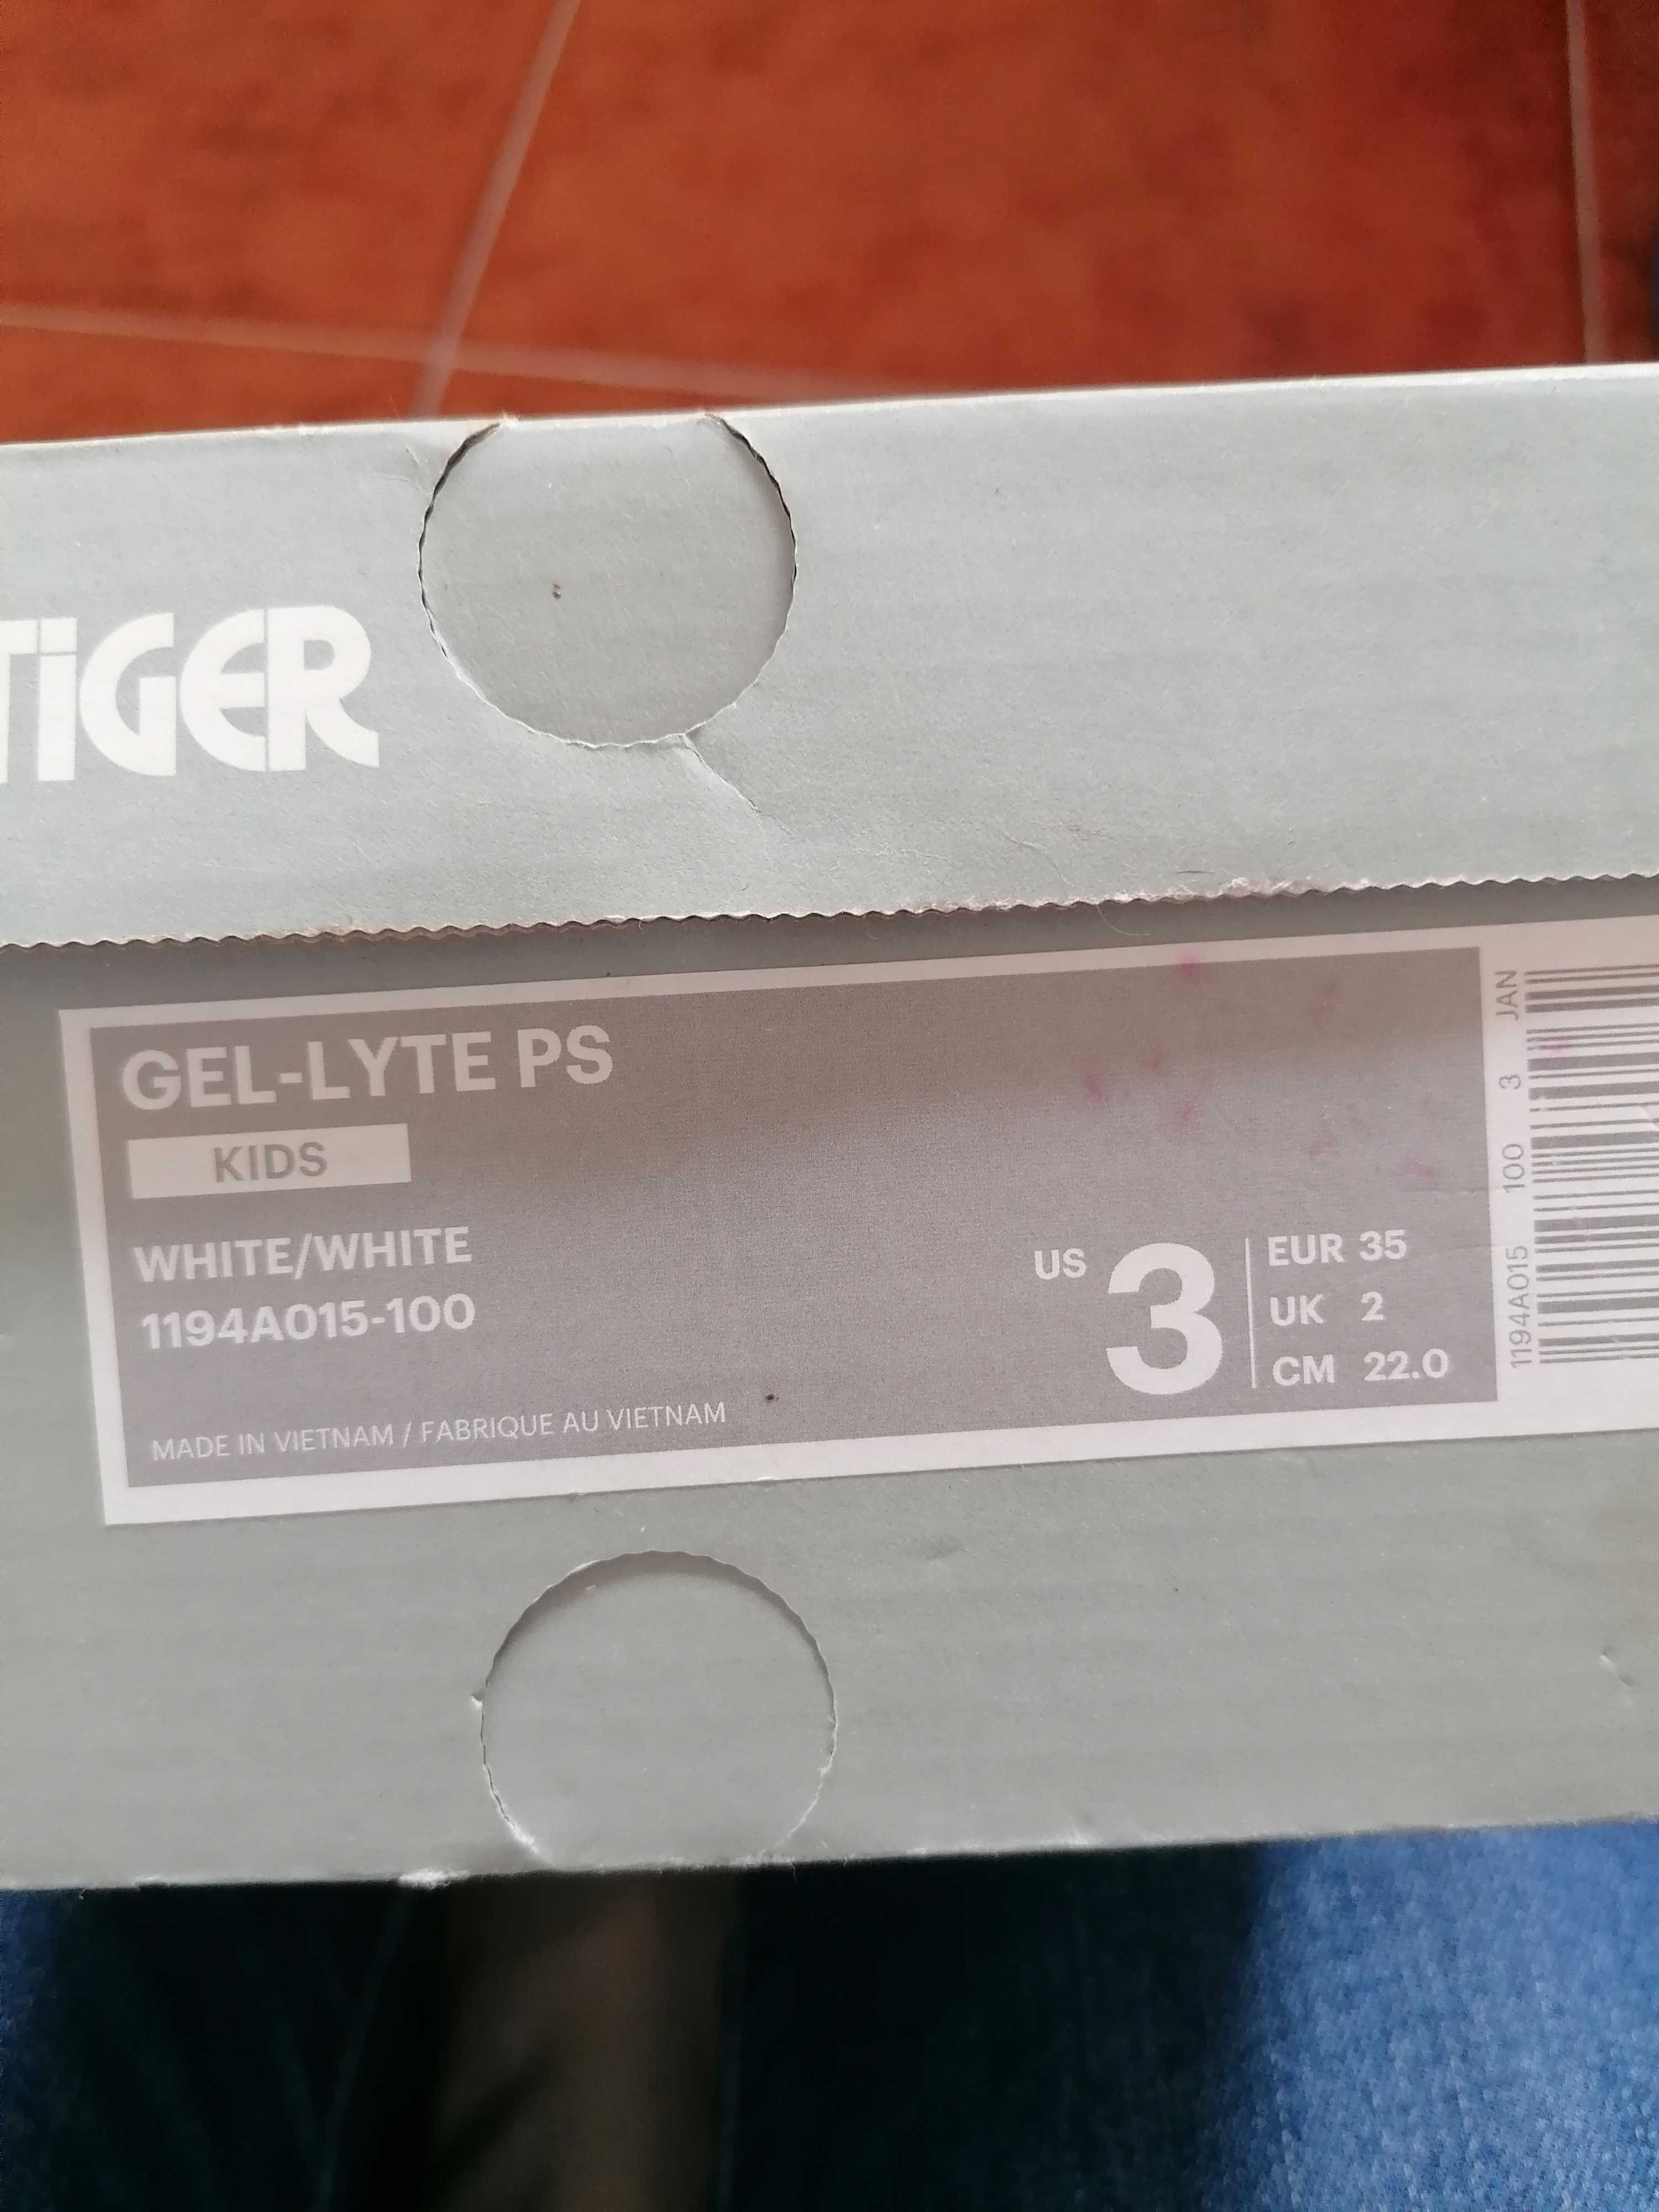 TiGER
GEL-LYTE PS
KIDS
WHITE/WHITE
1194A015-100
MADE IN VIETNAM / FABRIQUE AU VIETNAM
US 3
EUR 35
UK 2
CM 22.0
1194A015 100 3 JAN